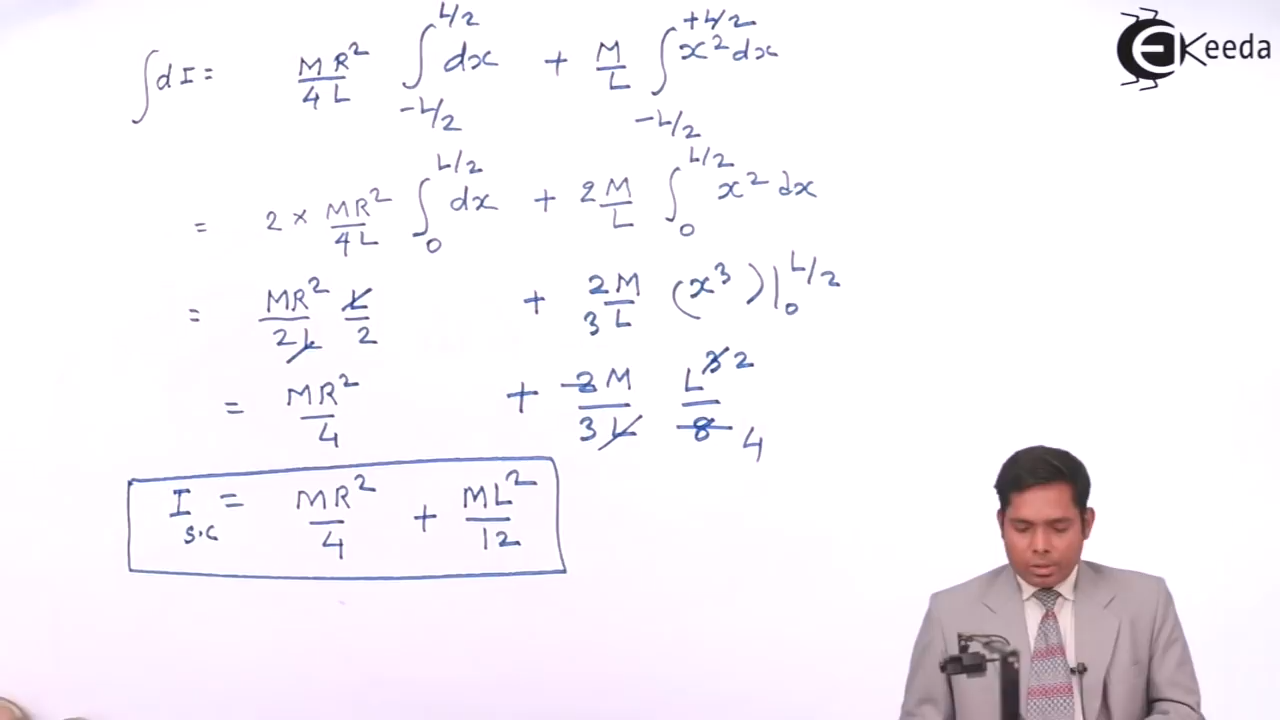 Ekeeda
∫dI = MR²/4L ∫_{-L/2}^{L/2} dx + M/L ∫_{-L/2}^{+L/2} x² dx
= 2 × MR²/4L ∫_0^{L/2} dx + 2M/L ∫_0^{L/2} x² dx
= MR²/2L L/2 + 2M/3L (x³)|_0^{L/2}
= MR²/4 + 2M/3L L³ 2/8 4
I s.c = MR²/4 + ML²/12